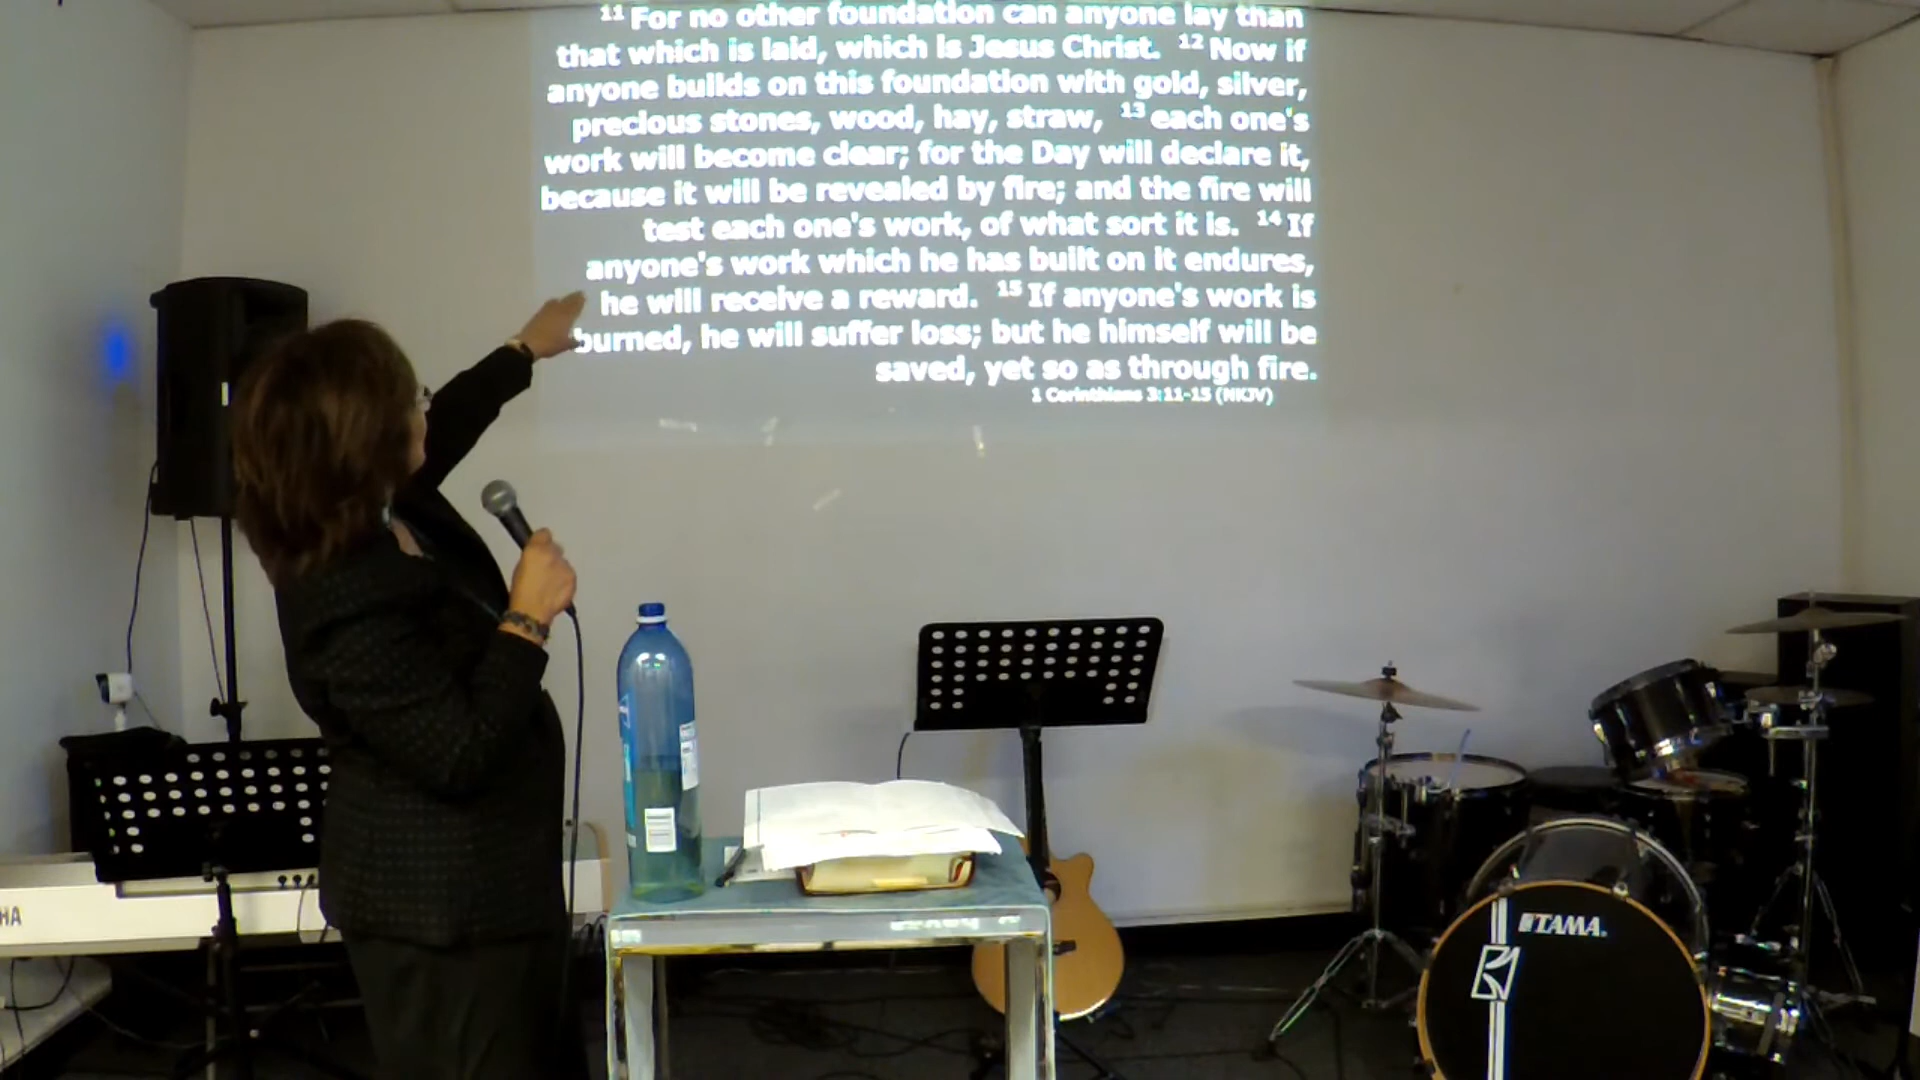 11 For no other foundation can anyone lay than
that which is laid, which is Jesus Christ. 12 Now if
anyone builds on this foundation with gold, silver,
precious stones, wood, hay, straw, 13 each one's
work will become clear; for the Day will declare it,
because it will be revealed by fire; and the fire will
test each one's work, of what sort it is. 14 If
anyone's work which he has built on it endures,
he will receive a reward. 15 If anyone's work is
burned, he will suffer loss; but he himself will be
saved, yet so as through fire.
1 Corinthians 3:11-15 (NKJV)
HA
TAMA